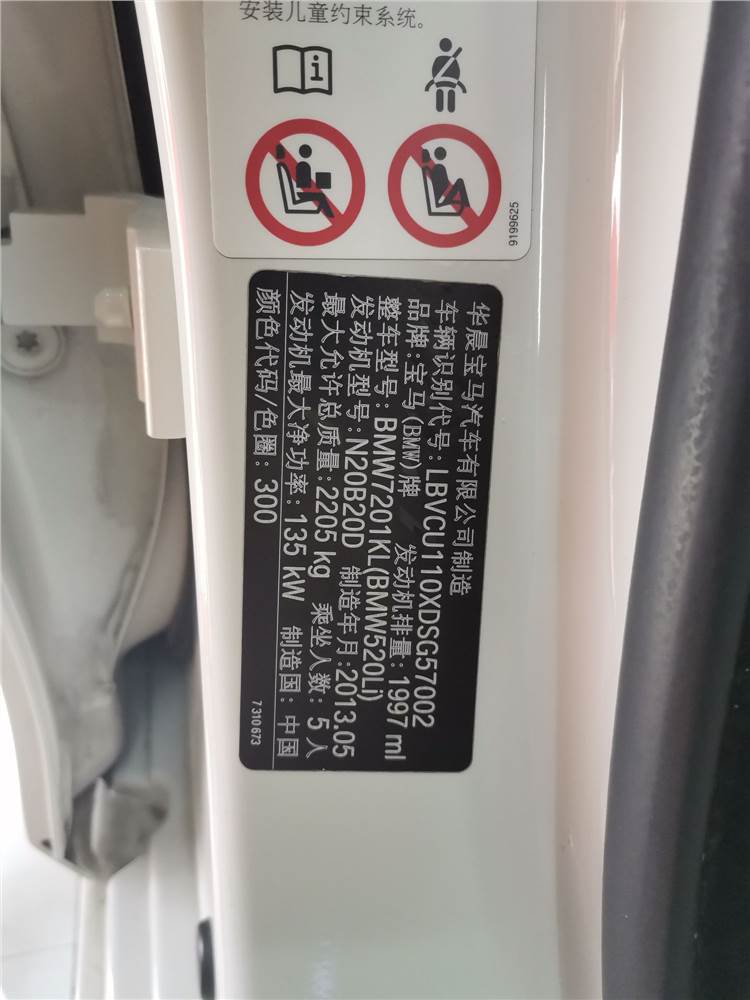 安装儿童约束系统。
9199625
华晨宝马汽车有限公司制造
车辆识别代号: LBVCU110XDSG57002
品牌:宝马(BMW)牌 发动机排量: 1997 ml
整车型号: BMW7201KL(BMW520Li)
发动机型号: N20B20D 制造年月:2013.05
最大允许总质量: 2205 kg 乘坐人数: 5人
发动机最大净功率: 135 kW 制造国: 中国
颜色代码/色圈: 300
7310673